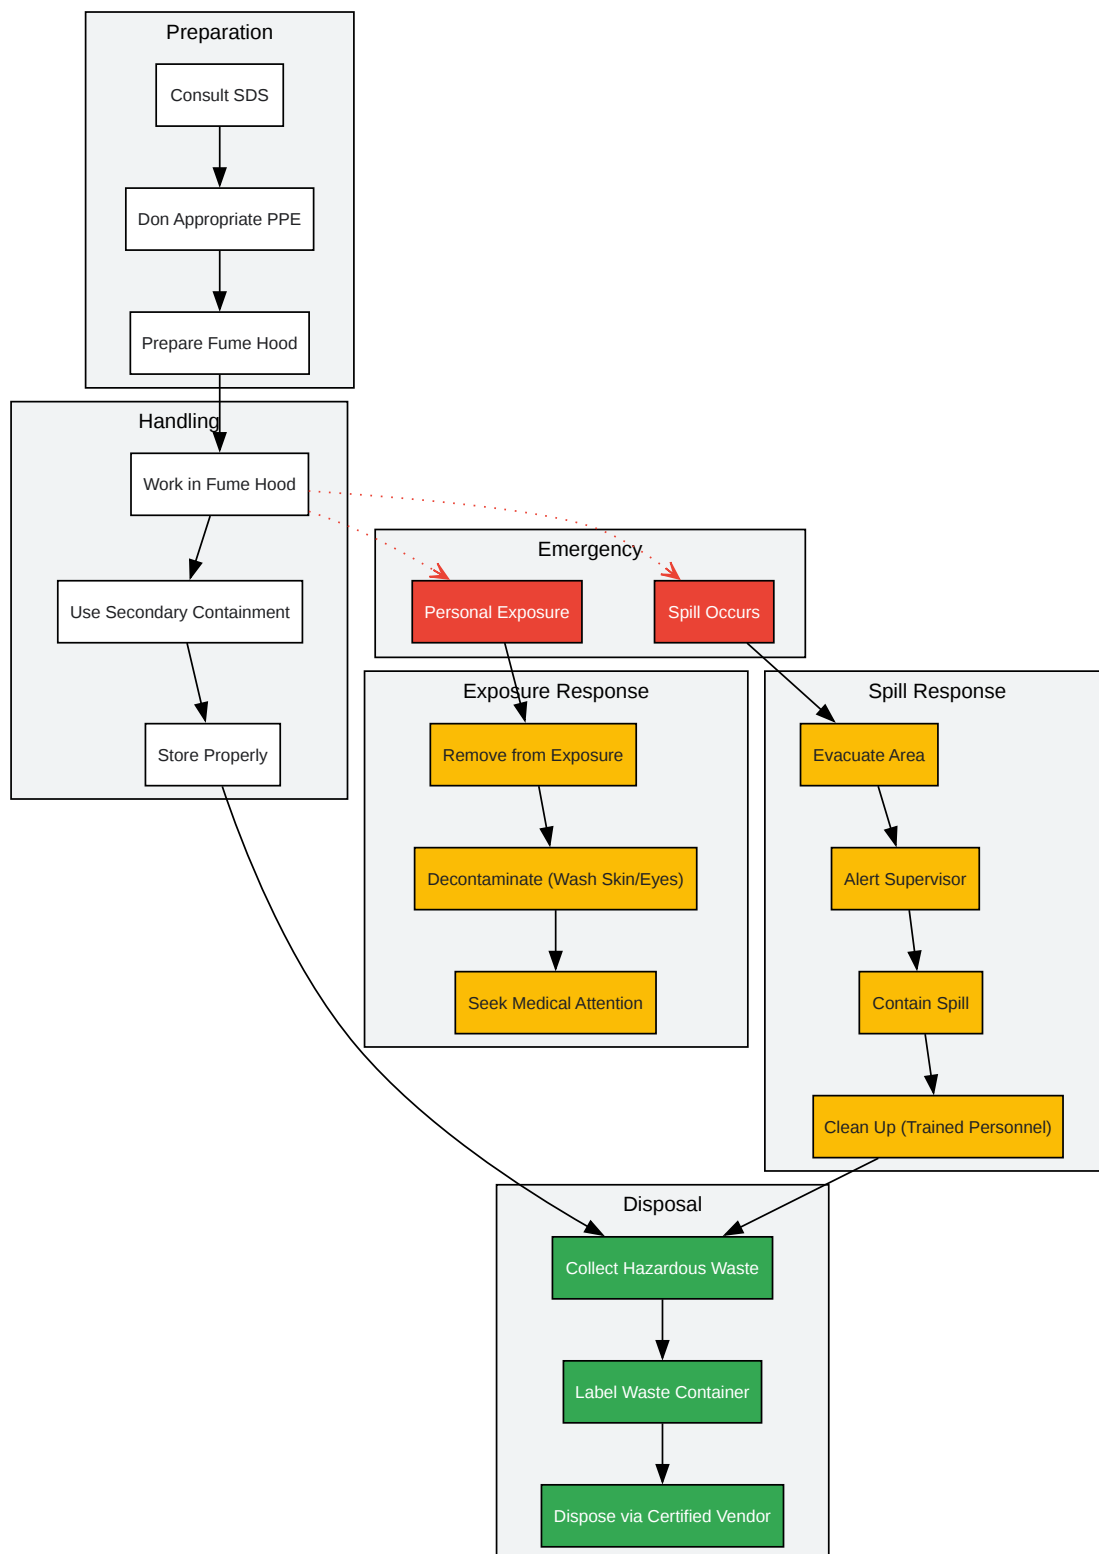 Preparation
Consult SDS
Don Appropriate PPE
Prepare Fume Hood
Handling
Work in Fume Hood
Use Secondary Containment
Store Properly
Emergency
Personal Exposure
Spill Occurs
Exposure Response
Remove from Exposure
Decontaminate (Wash Skin/Eyes)
Seek Medical Attention
Spill Response
Evacuate Area
Alert Supervisor
Contain Spill
Clean Up (Trained Personnel)
Disposal
Collect Hazardous Waste
Label Waste Container
Dispose via Certified Vendor